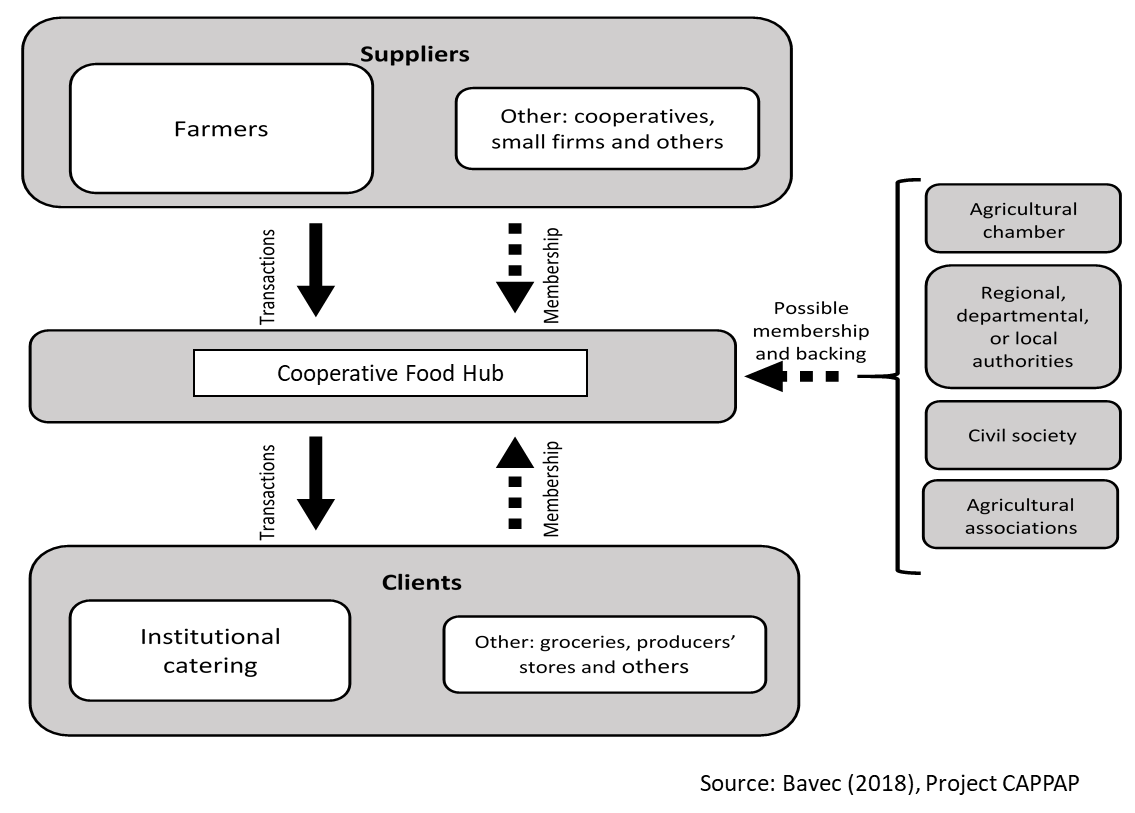 Suppliers
Farmers
Other: cooperatives,
small firms and others
Transactions
Membership
Agricultural
chamber
Regional,
departmental,
or local
authorities
Civil society
Agricultural
associations
Possible
membership
and backing
Cooperative Food Hub
Transactions
Membership
Clients
Institutional
catering
Other: groceries, producers’
stores and others
Source: Bavec (2018), Project CAPPAP